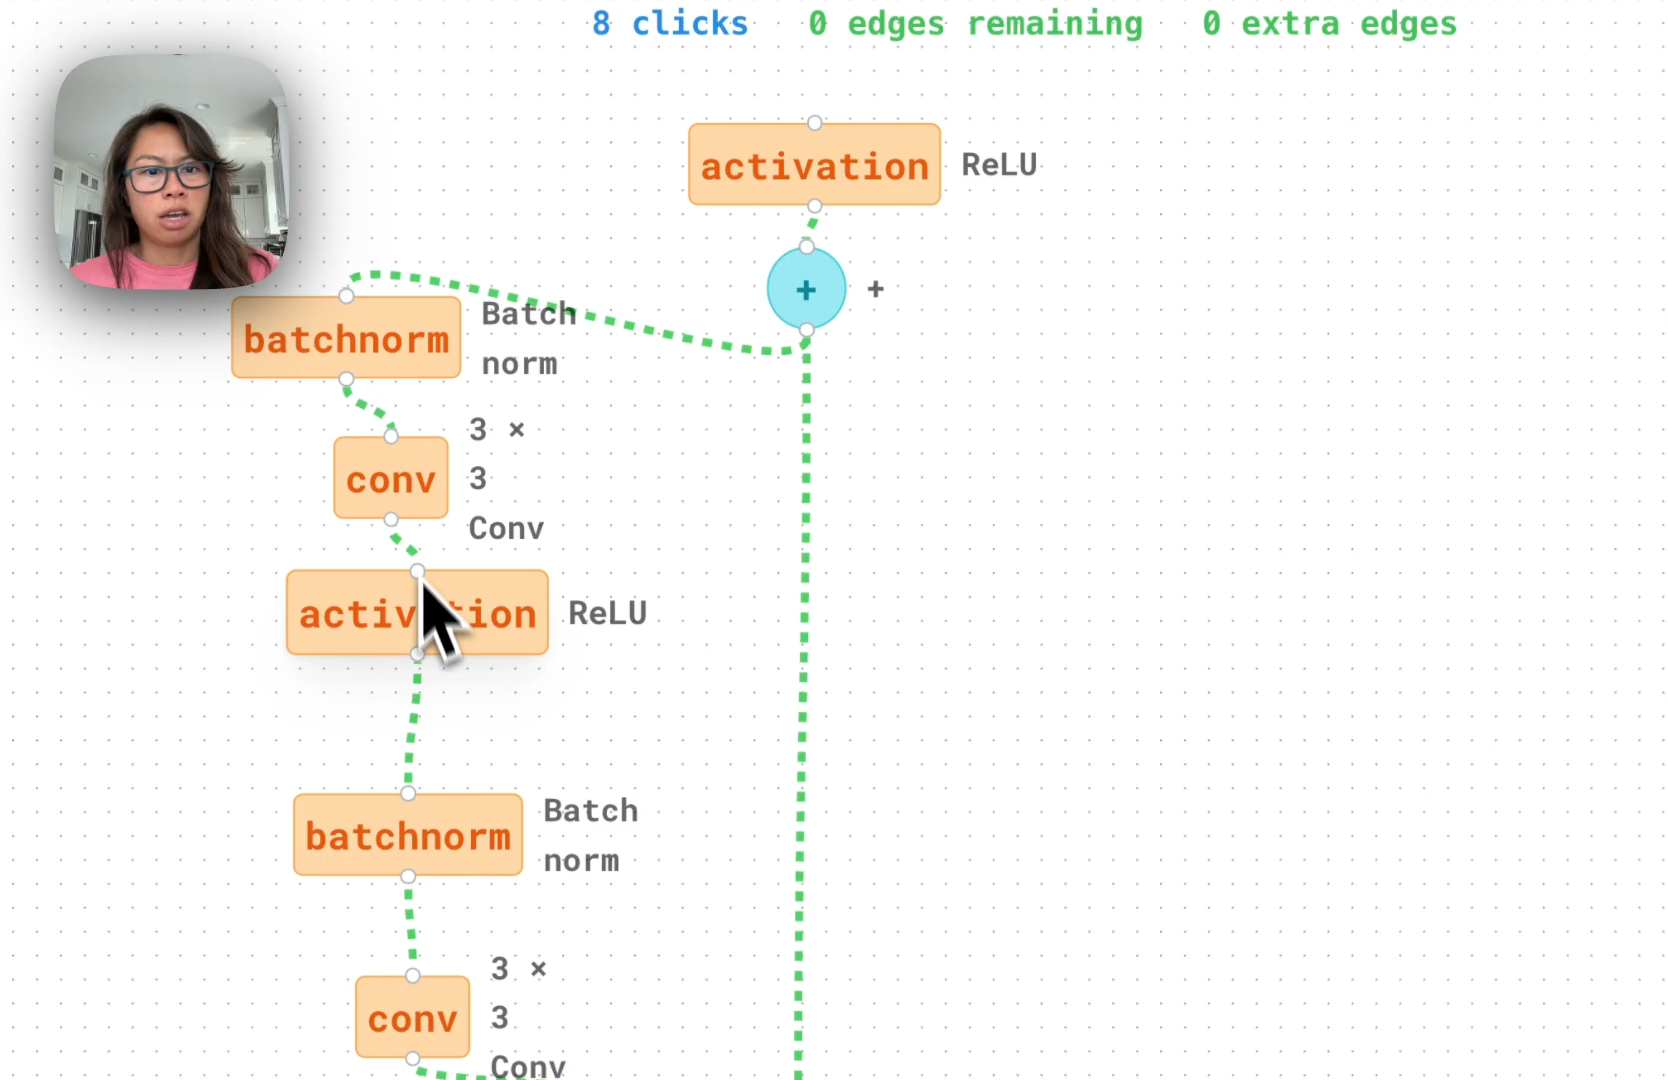 8 clicks 0 edges remaining 0 extra edges
activation ReLU
+ +
batchnorm Batch
norm
conv 3 ×
3
Conv
ReLU
batchnorm Batch
norm
conv 3 ×
3
Conv